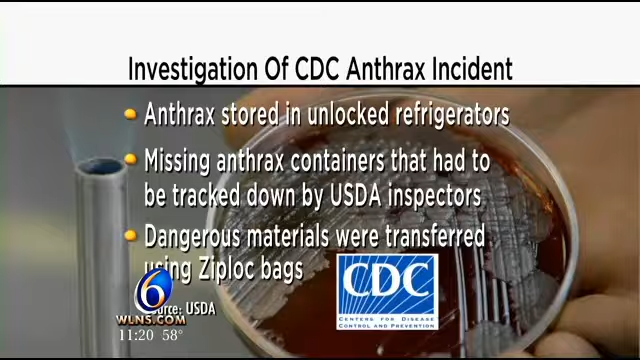 Investigation Of CDC Anthrax Incident
• Anthrax stored in unlocked refrigerators
• Missing anthrax containers that had to
be tracked down by USDA inspectors
• Dangerous materials were transferred
using Ziploc bags
Source: USDA
CDC
CENTERS FOR DISEASE
CONTROL AND PREVENTION
6
WLNS.COM
11:20 58°